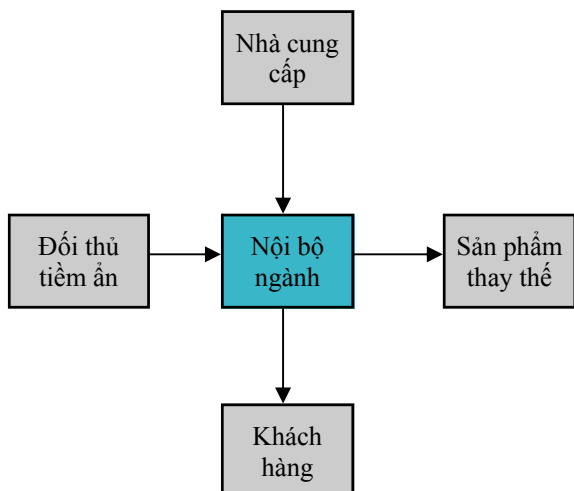 Nhà cung
cấp
Đối thủ
tiềm ẩn
Nội bộ
ngành
Sản phẩm
thay thế
Khách
hàng